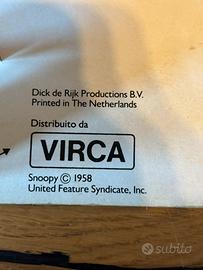 Dick de Rijk Productions B.V.
Printed in The Netherlands
Distribuito da
VIRCA
Snoopy © 1958
United Feature Syndicate, Inc.
subito